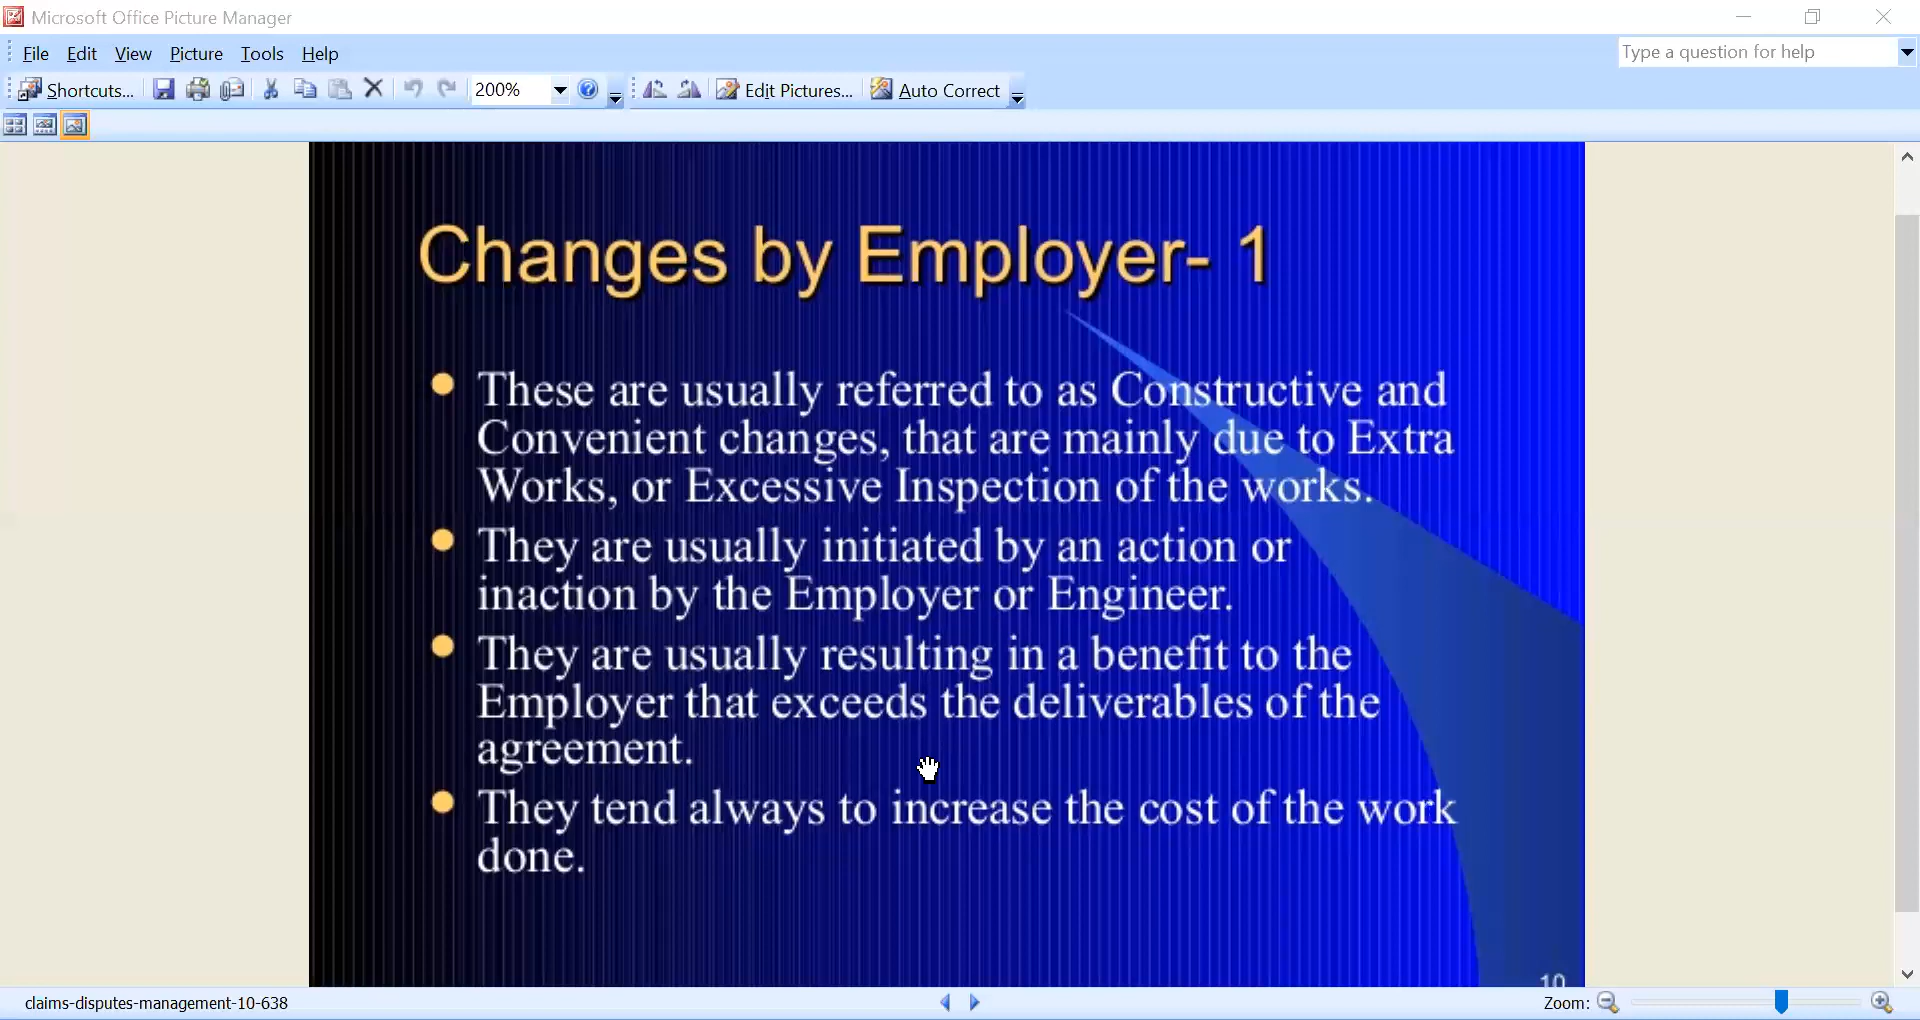 Microsoft Office Picture Manager
File Edit View Picture Tools Help
Type a question for help
Shortcuts... 200% Edit Pictures... Auto Correct
Changes by Employer- 1
These are usually referred to as Constructive and
Convenient changes, that are mainly due to Extra
Works, or Excessive Inspection of the works.
They are usually initiated by an action or
inaction by the Employer or Engineer.
They are usually resulting in a benefit to the
Employer that exceeds the deliverables of the
agreement.
They tend always to increase the cost of the work
done.
10
claims-disputes-management-10-638
Zoom: